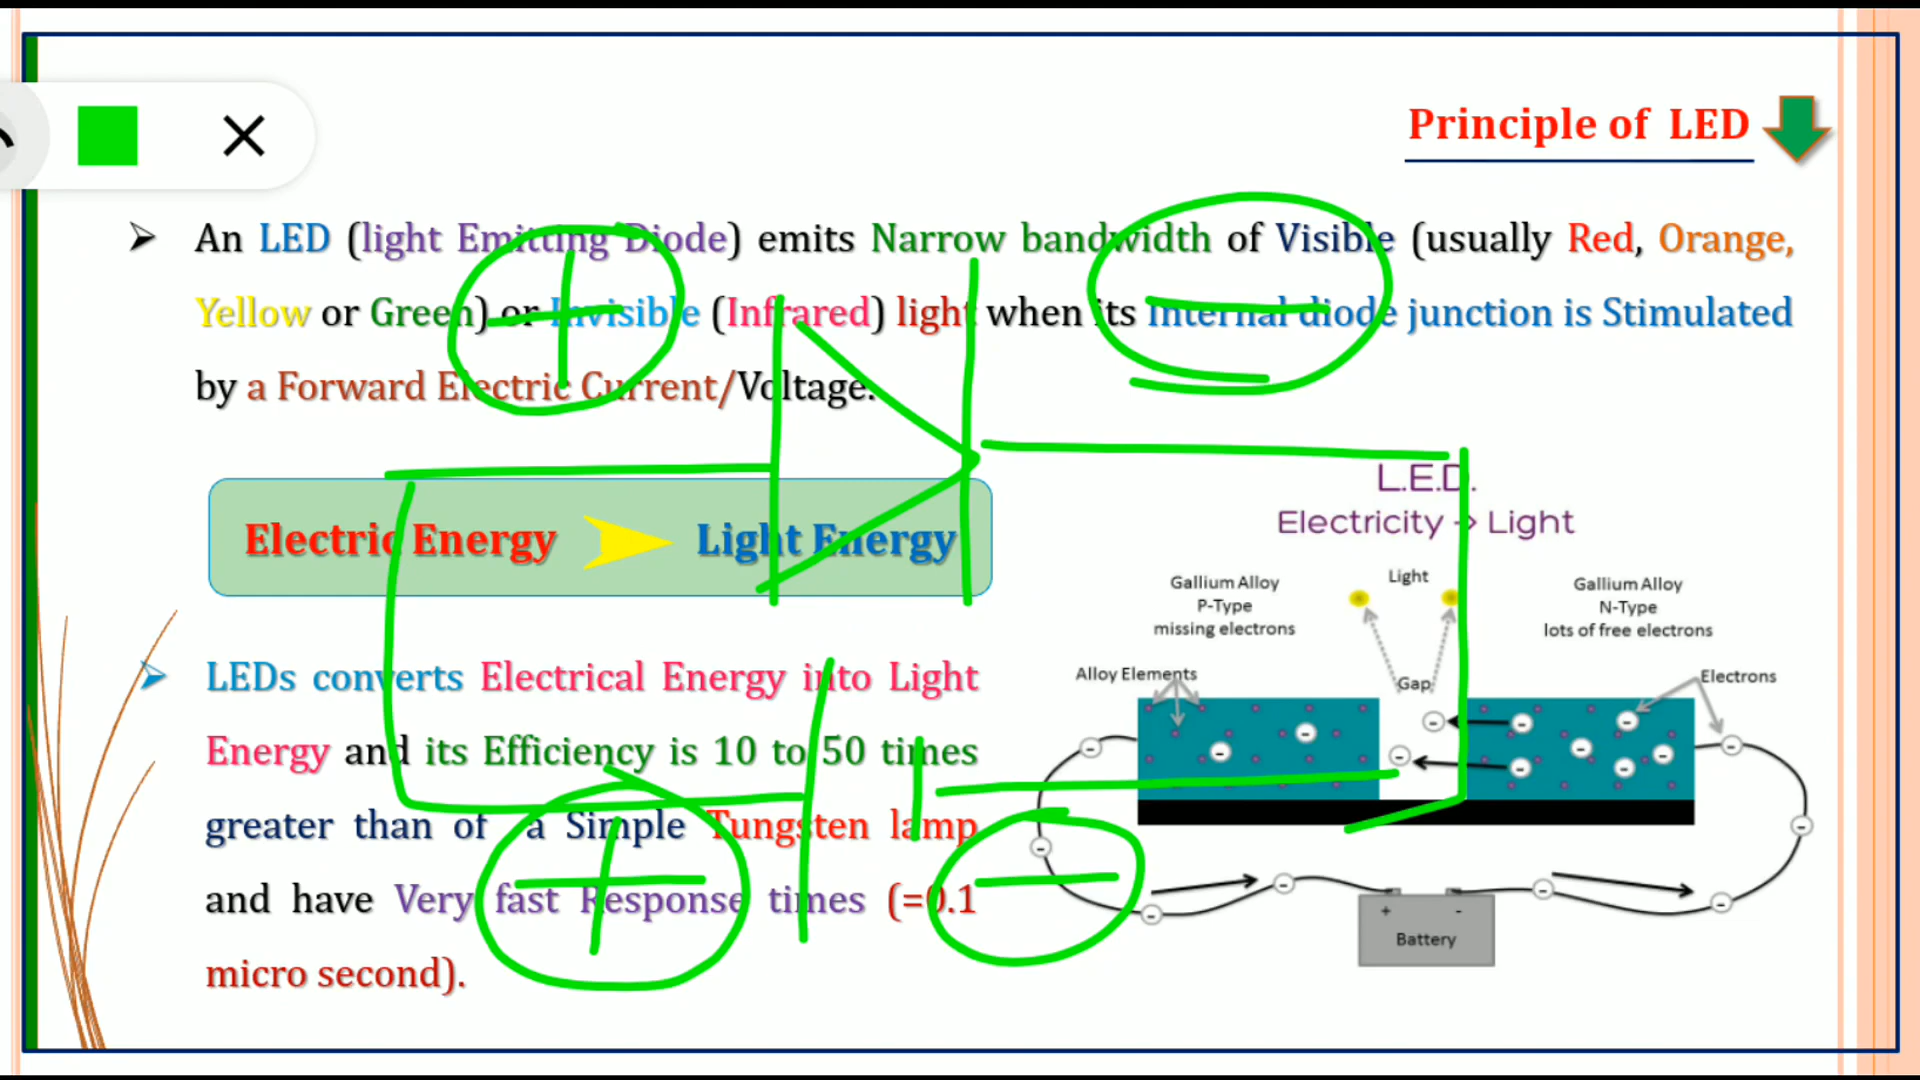 Principle of LED
An LED (light Emitting Diode) emits Narrow bandwidth of Visible (usually Red, Orange,
Yellow or Green) or Invisible (Infrared) light when its Internal diode junction is Stimulated
by a Forward Electric Current/Voltage.
Electric Energy Light Energy
LEDs converts Electrical Energy into Light
Energy and its Efficiency is 10 to 50 times
greater than of a Simple Tungsten lamp
and have Very fast Response times (=0.1
micro second).
L.E.D.
Electricity → Light
Gallium Alloy
P-Type
missing electrons
Light
Gallium Alloy
N-Type
lots of free electrons
Alloy Elements
Gap
Electrons
+ -
Battery